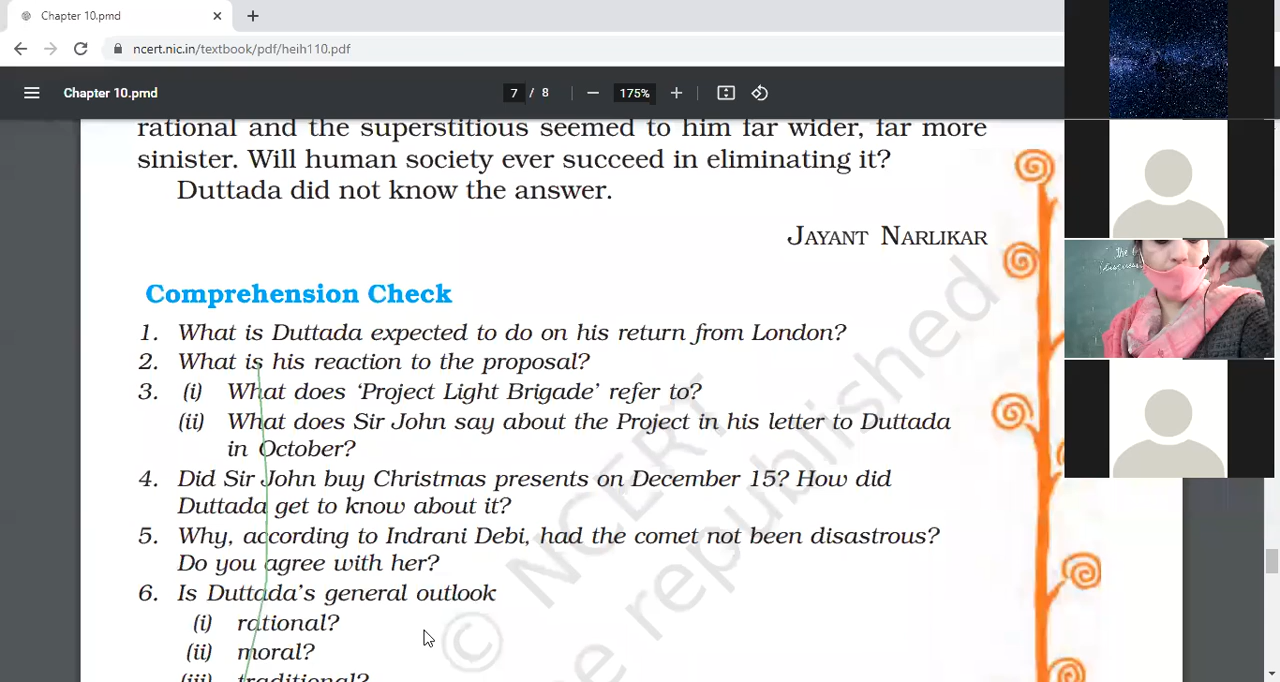 Chapter 10.pmd
ncert.nic.in/textbook/pdf/heih110.pdf
Chapter 10.pmd
7 / 8
175%
rational and the superstitious seemed to him far wider, far more
sinister. Will human society ever succeed in eliminating it?
Duttada did not know the answer.
JAYANT NARLIKAR
Comprehension Check
1. What is Duttada expected to do on his return from London?
2. What is his reaction to the proposal?
3. (i) What does ‘Project Light Brigade’ refer to?
(ii) What does Sir John say about the Project in his letter to Duttada
in October?
4. Did Sir John buy Christmas presents on December 15? How did
Duttada get to know about it?
5. Why, according to Indrani Debi, had the comet not been disastrous?
Do you agree with her?
6. Is Duttada’s general outlook
(i) rational?
(ii) moral?
(iii) traditional?
© NCERT
be republished